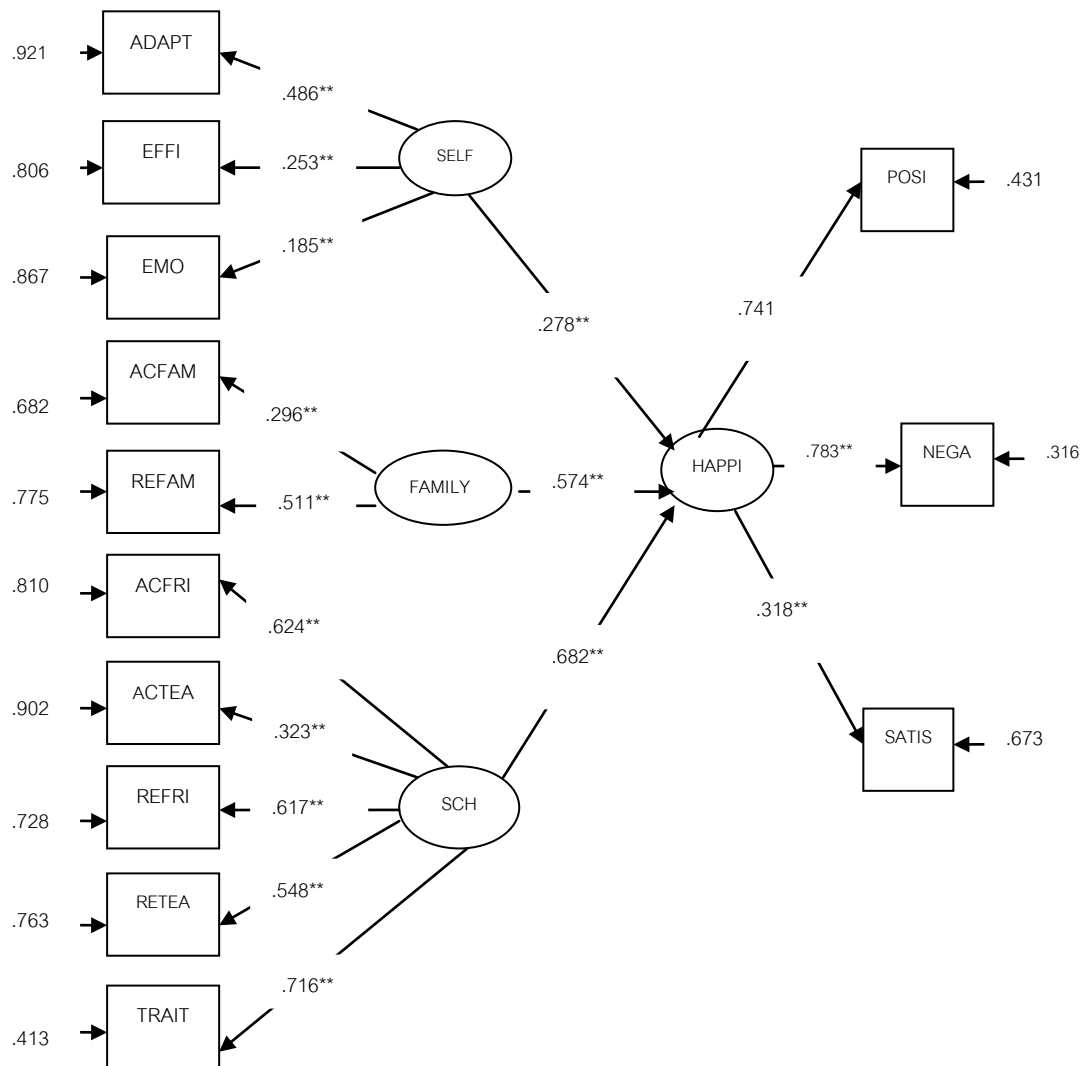 ADAPT
.921
.486**
EFFI
.253**
SELF
.806
POSI
.431
EMO
.185**
.867
.278**
.741
ACFAM
.682
.296**
REFAM
.775
.511**
FAMILY
.574**
HAPPI
.783**
NEGA
.316
ACFRI
.810
.624**
.318**
.682**
ACTEA
.902
.323**
SATIS
.673
REFRI
.728
.617**
SCH
RETEA
.763
.548**
TRAIT
.716**
.413